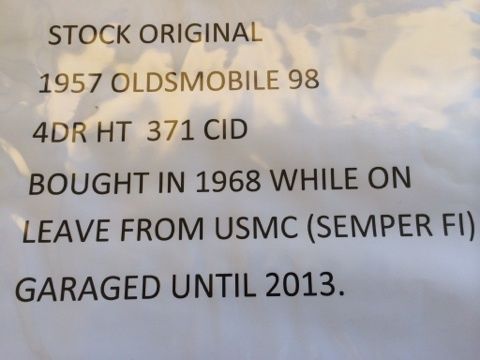 STOCK ORIGINAL
1957 OLDSMOBILE 98
4DR HT 371 CID
BOUGHT IN 1968 WHILE ON
LEAVE FROM USMC (SEMPER FI)
GARAGED UNTIL 2013.